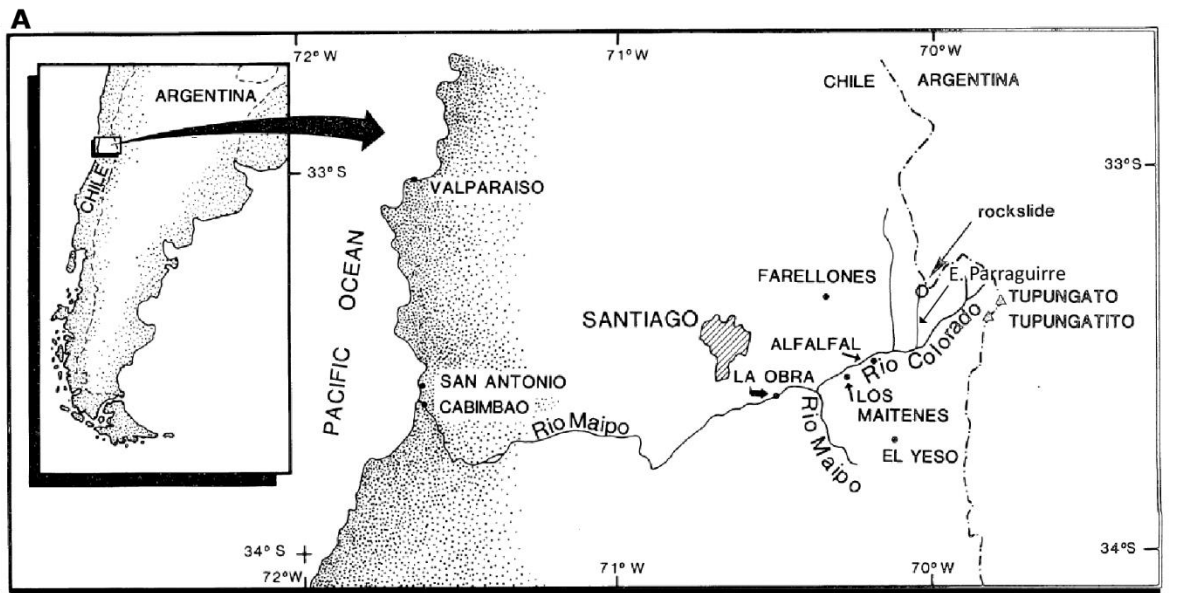 A
72° W
71° W
70° W
CHILE
ARGENTINA
ARGENTINA
CHILE
33° S
33° S
VALPARAISO
PACIFIC OCEAN
rockslide
E. Parraguirre
FARELLONES
TUPUNGATO
TUPUNGATITO
SANTIAGO
ALFALFAL
Rio Colorado
LA OBRA
SAN ANTONIO
CABIMBAO
LOS
MAITENES
Rio Maipo
Rio Maipo
EL YESO
34° S
34° S
72° W
71° W
70° W